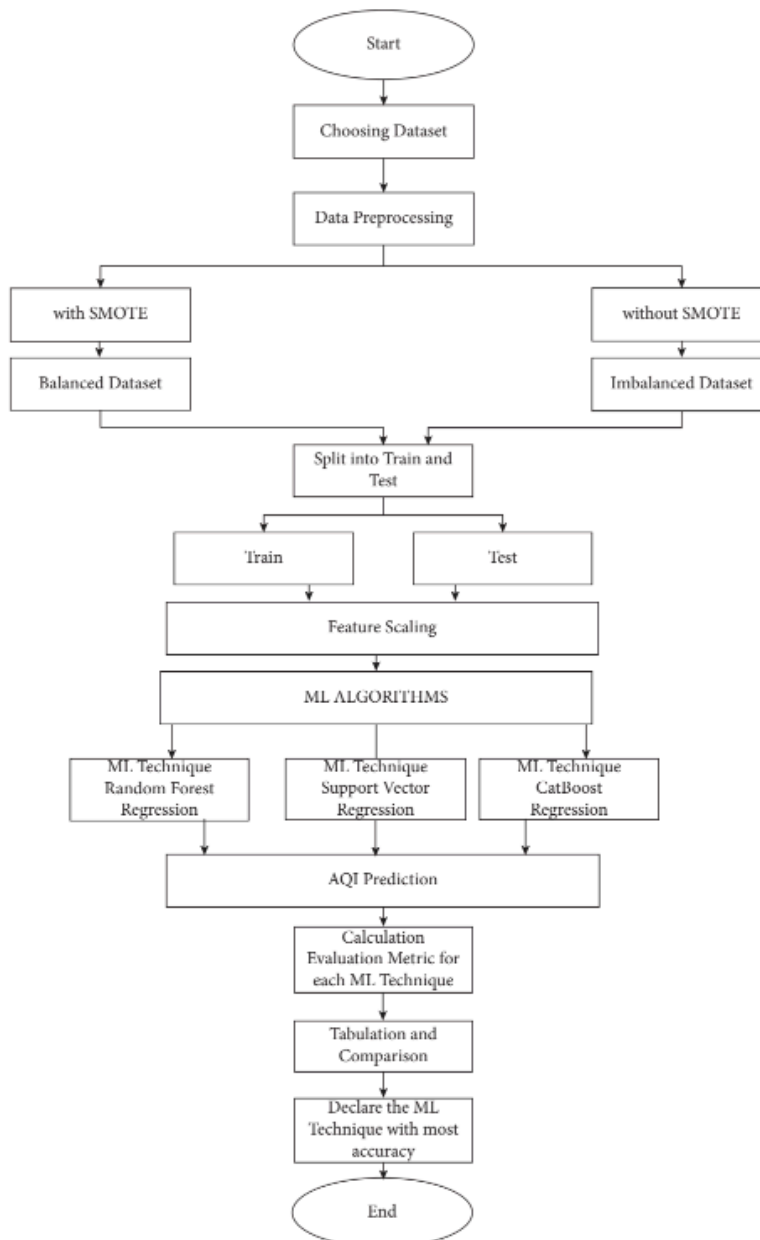 Start
Choosing Dataset
Data Preprocessing
with SMOTE
without SMOTE
Balanced Dataset
Imbalanced Dataset
Split into Train and
Test
Train
Test
Feature Scaling
ML ALGORITHMS
ML Technique
Random Forest
Regression
ML Technique
Support Vector
Regression
ML Technique
CatBoost
Regression
AQI Prediction
Calculation
Evaluation Metric for
each ML Technique
Tabulation and
Comparison
Declare the ML
Technique with most
accuracy
End